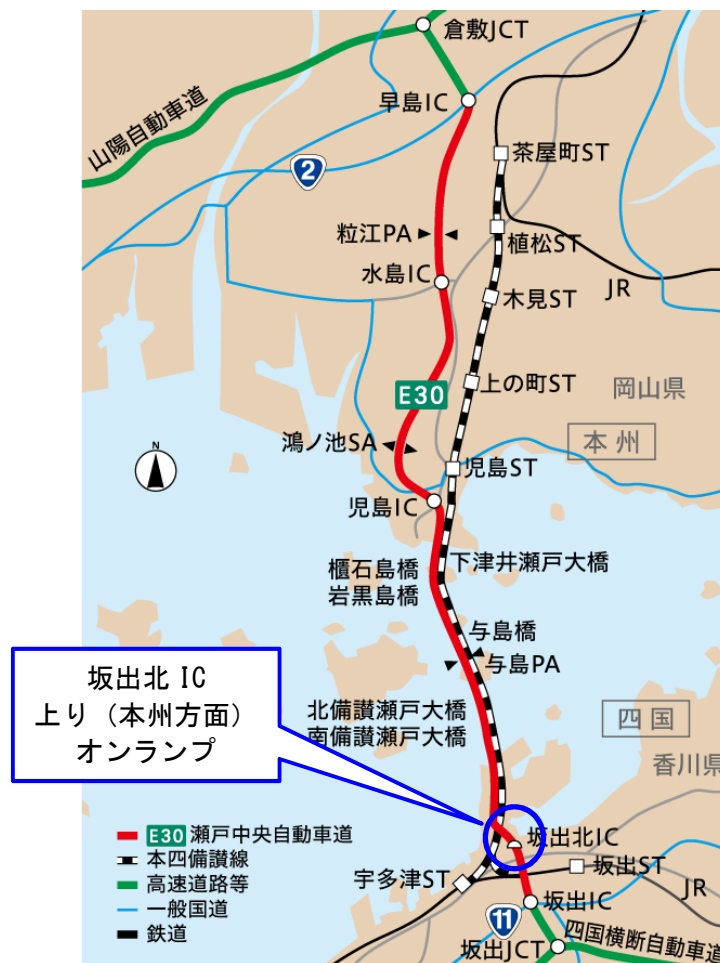 倉敷JCT
早島IC
山陽自動車道
2
茶屋町ST
粒江PA
植松ST
水島IC
木見ST
JR
上の町ST
岡山県
E30
本州
鴻ノ池SA
児島ST
N
児島IC
下津井瀬戸大橋
櫃石島橋
岩黒島橋
与島橋
与島PA
坂出北 IC
上り（本州方面）
オンランプ
北備讃瀬戸大橋
南備讃瀬戸大橋
四国
香川県
E30 瀬戸中央自動車道
本四備讃線
高速道路等
一般国道
鉄道
坂出北IC
坂出ST
宇多津ST
JR
坂出IC
11
四国横断自動車道
坂出JCT